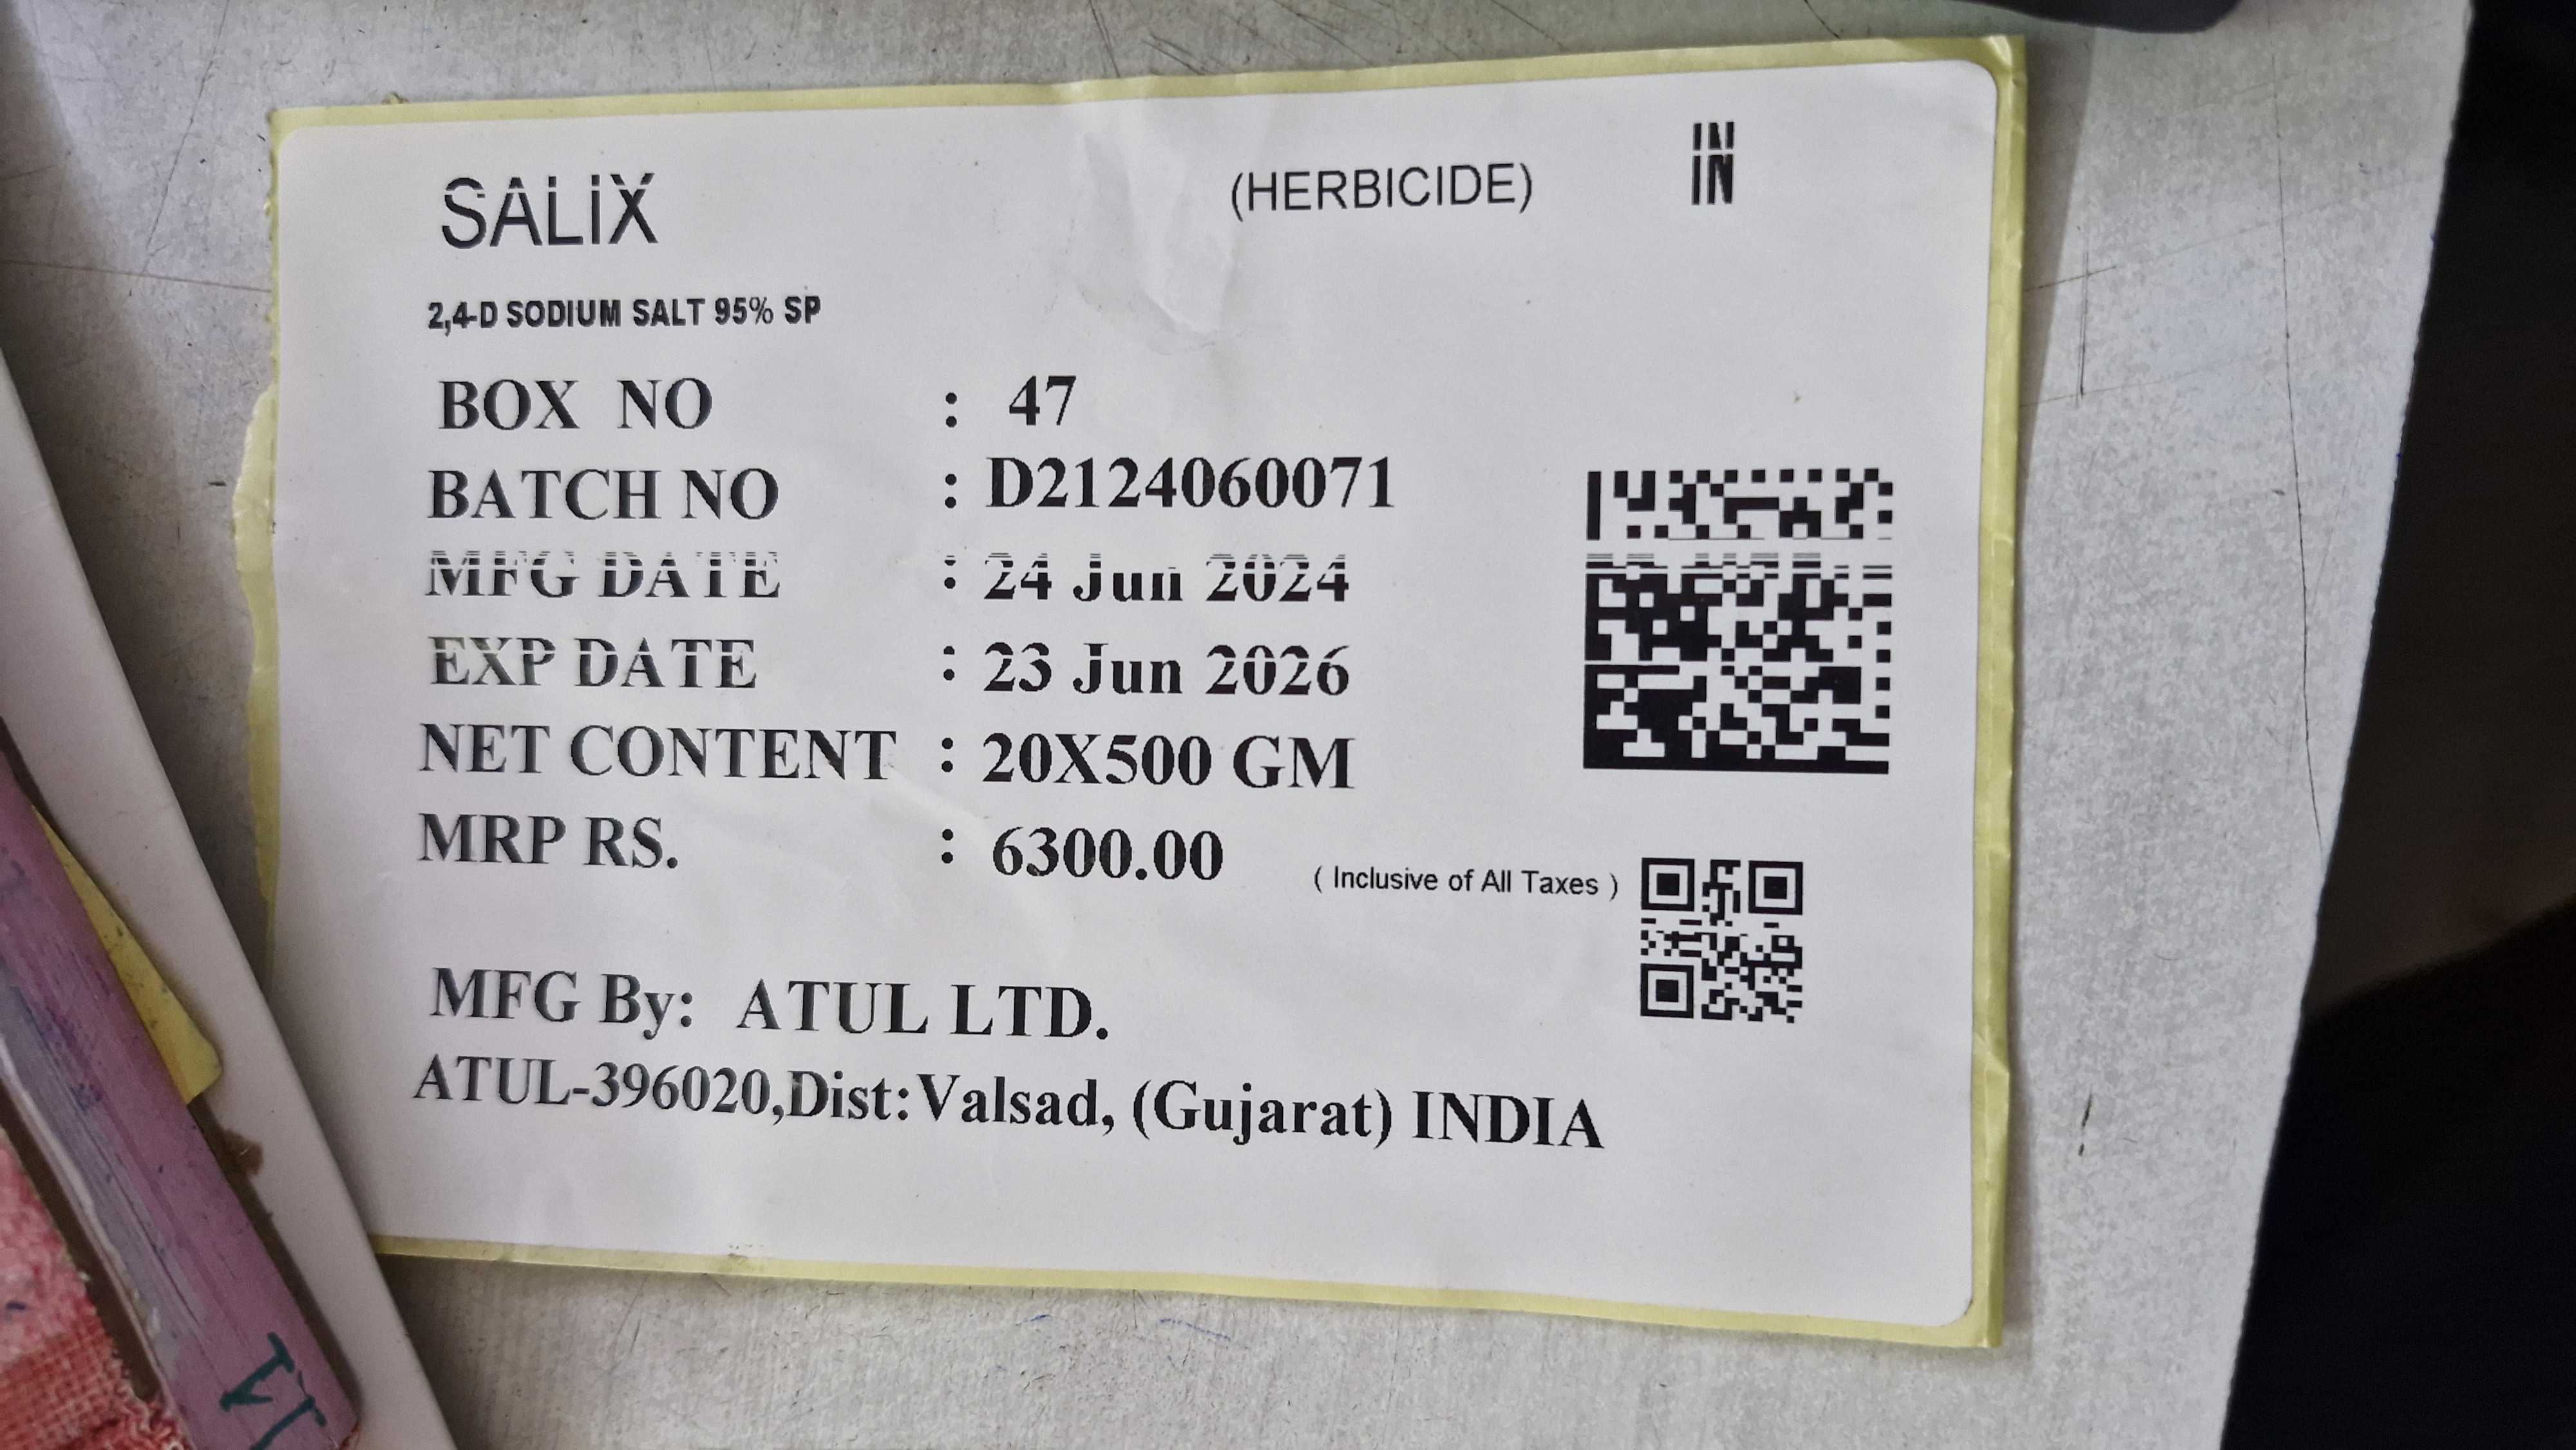 SALIX (HERBICIDE) IN
2,4-D SODIUM SALT 95% SP
BOX NO : 47
BATCH NO : D2124060071
MFG DATE : 24 Jun 2024
EXP DATE : 23 Jun 2026
NET CONTENT : 20X500 GM
MRP RS. : 6300.00 ( Inclusive of All Taxes )
MFG By: ATUL LTD.
ATUL-396020,Dist:Valsad, (Gujarat) INDIA